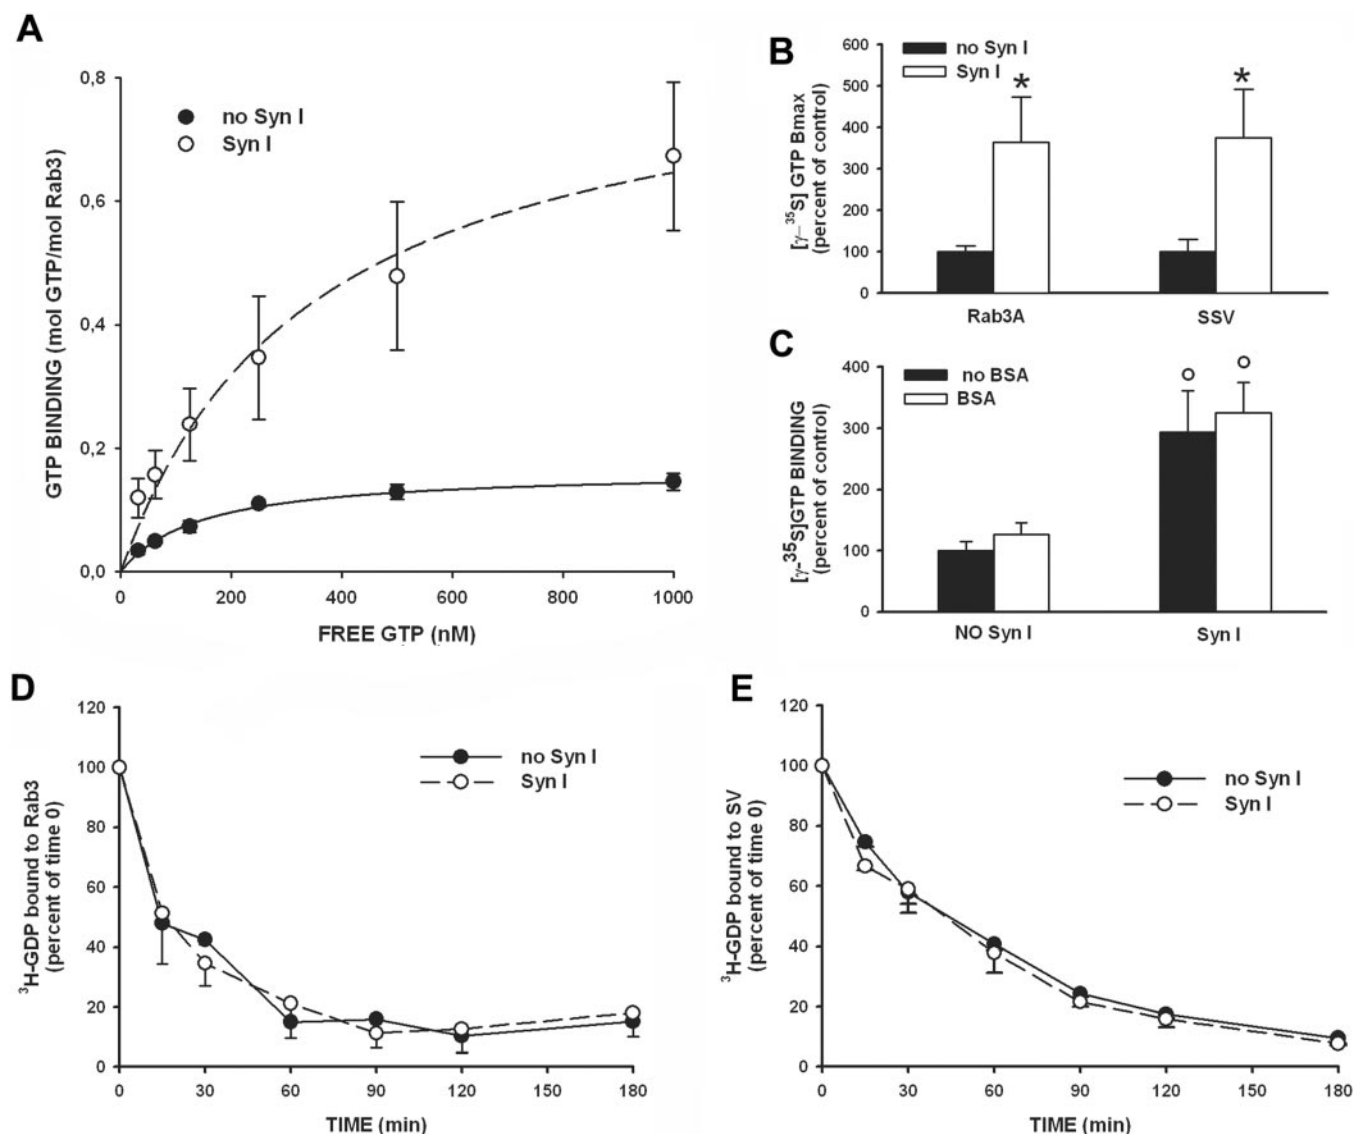 A
GTP BINDING (mol GTP/mol Rab3)
0,8
0,6
0,4
0,2
0,0
no Syn I
Syn I
0 200 400 600 800 1000
FREE GTP (nM)
B
[γ–³⁵S] GTP Bmax
(percent of control)
600
500
400
300
200
100
0
no Syn I
Syn I
*
*
Rab3A SSV
C
[γ-³⁵S]GTP BINDING
(percent of control)
400
300
200
100
0
no BSA
BSA
NO Syn I Syn I
D
³H-GDP bound to Rab3
(percent of time 0)
120
100
80
60
40
20
0
no Syn I
Syn I
0 30 60 90 120 150 180
TIME (min)
E
³H-GDP bound to SV
(percent of time 0)
120
100
80
60
40
20
0
no Syn I
Syn I
0 30 60 90 120 150 180
TIME (min)